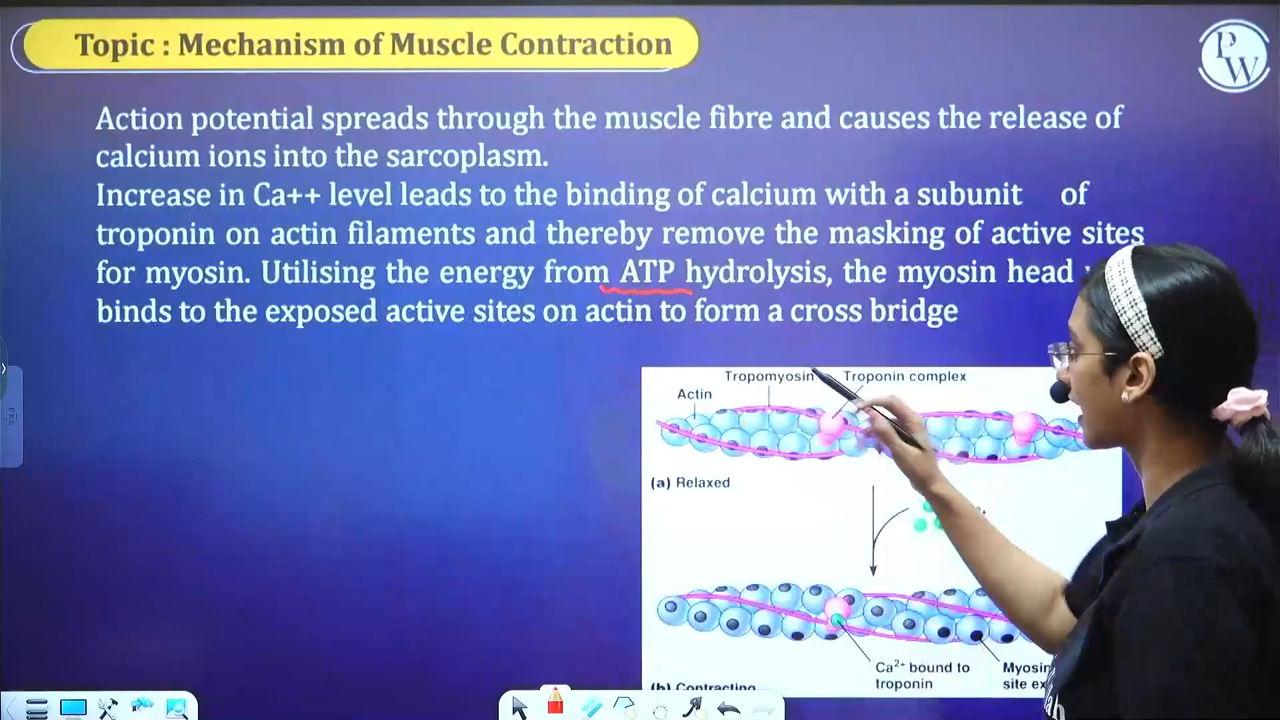 Topic : Mechanism of Muscle Contraction
PW
Action potential spreads through the muscle fibre and causes the release of
calcium ions into the sarcoplasm.
Increase in Ca++ level leads to the binding of calcium with a subunit of
troponin on actin filaments and thereby remove the masking of active sites
for myosin. Utilising the energy from ATP hydrolysis, the myosin head
binds to the exposed active sites on actin to form a cross bridge
Tropomyosin Troponin complex
Actin
(a) Relaxed
Ca²⁺ bound to
troponin
Myosin
site
(b) Contracting